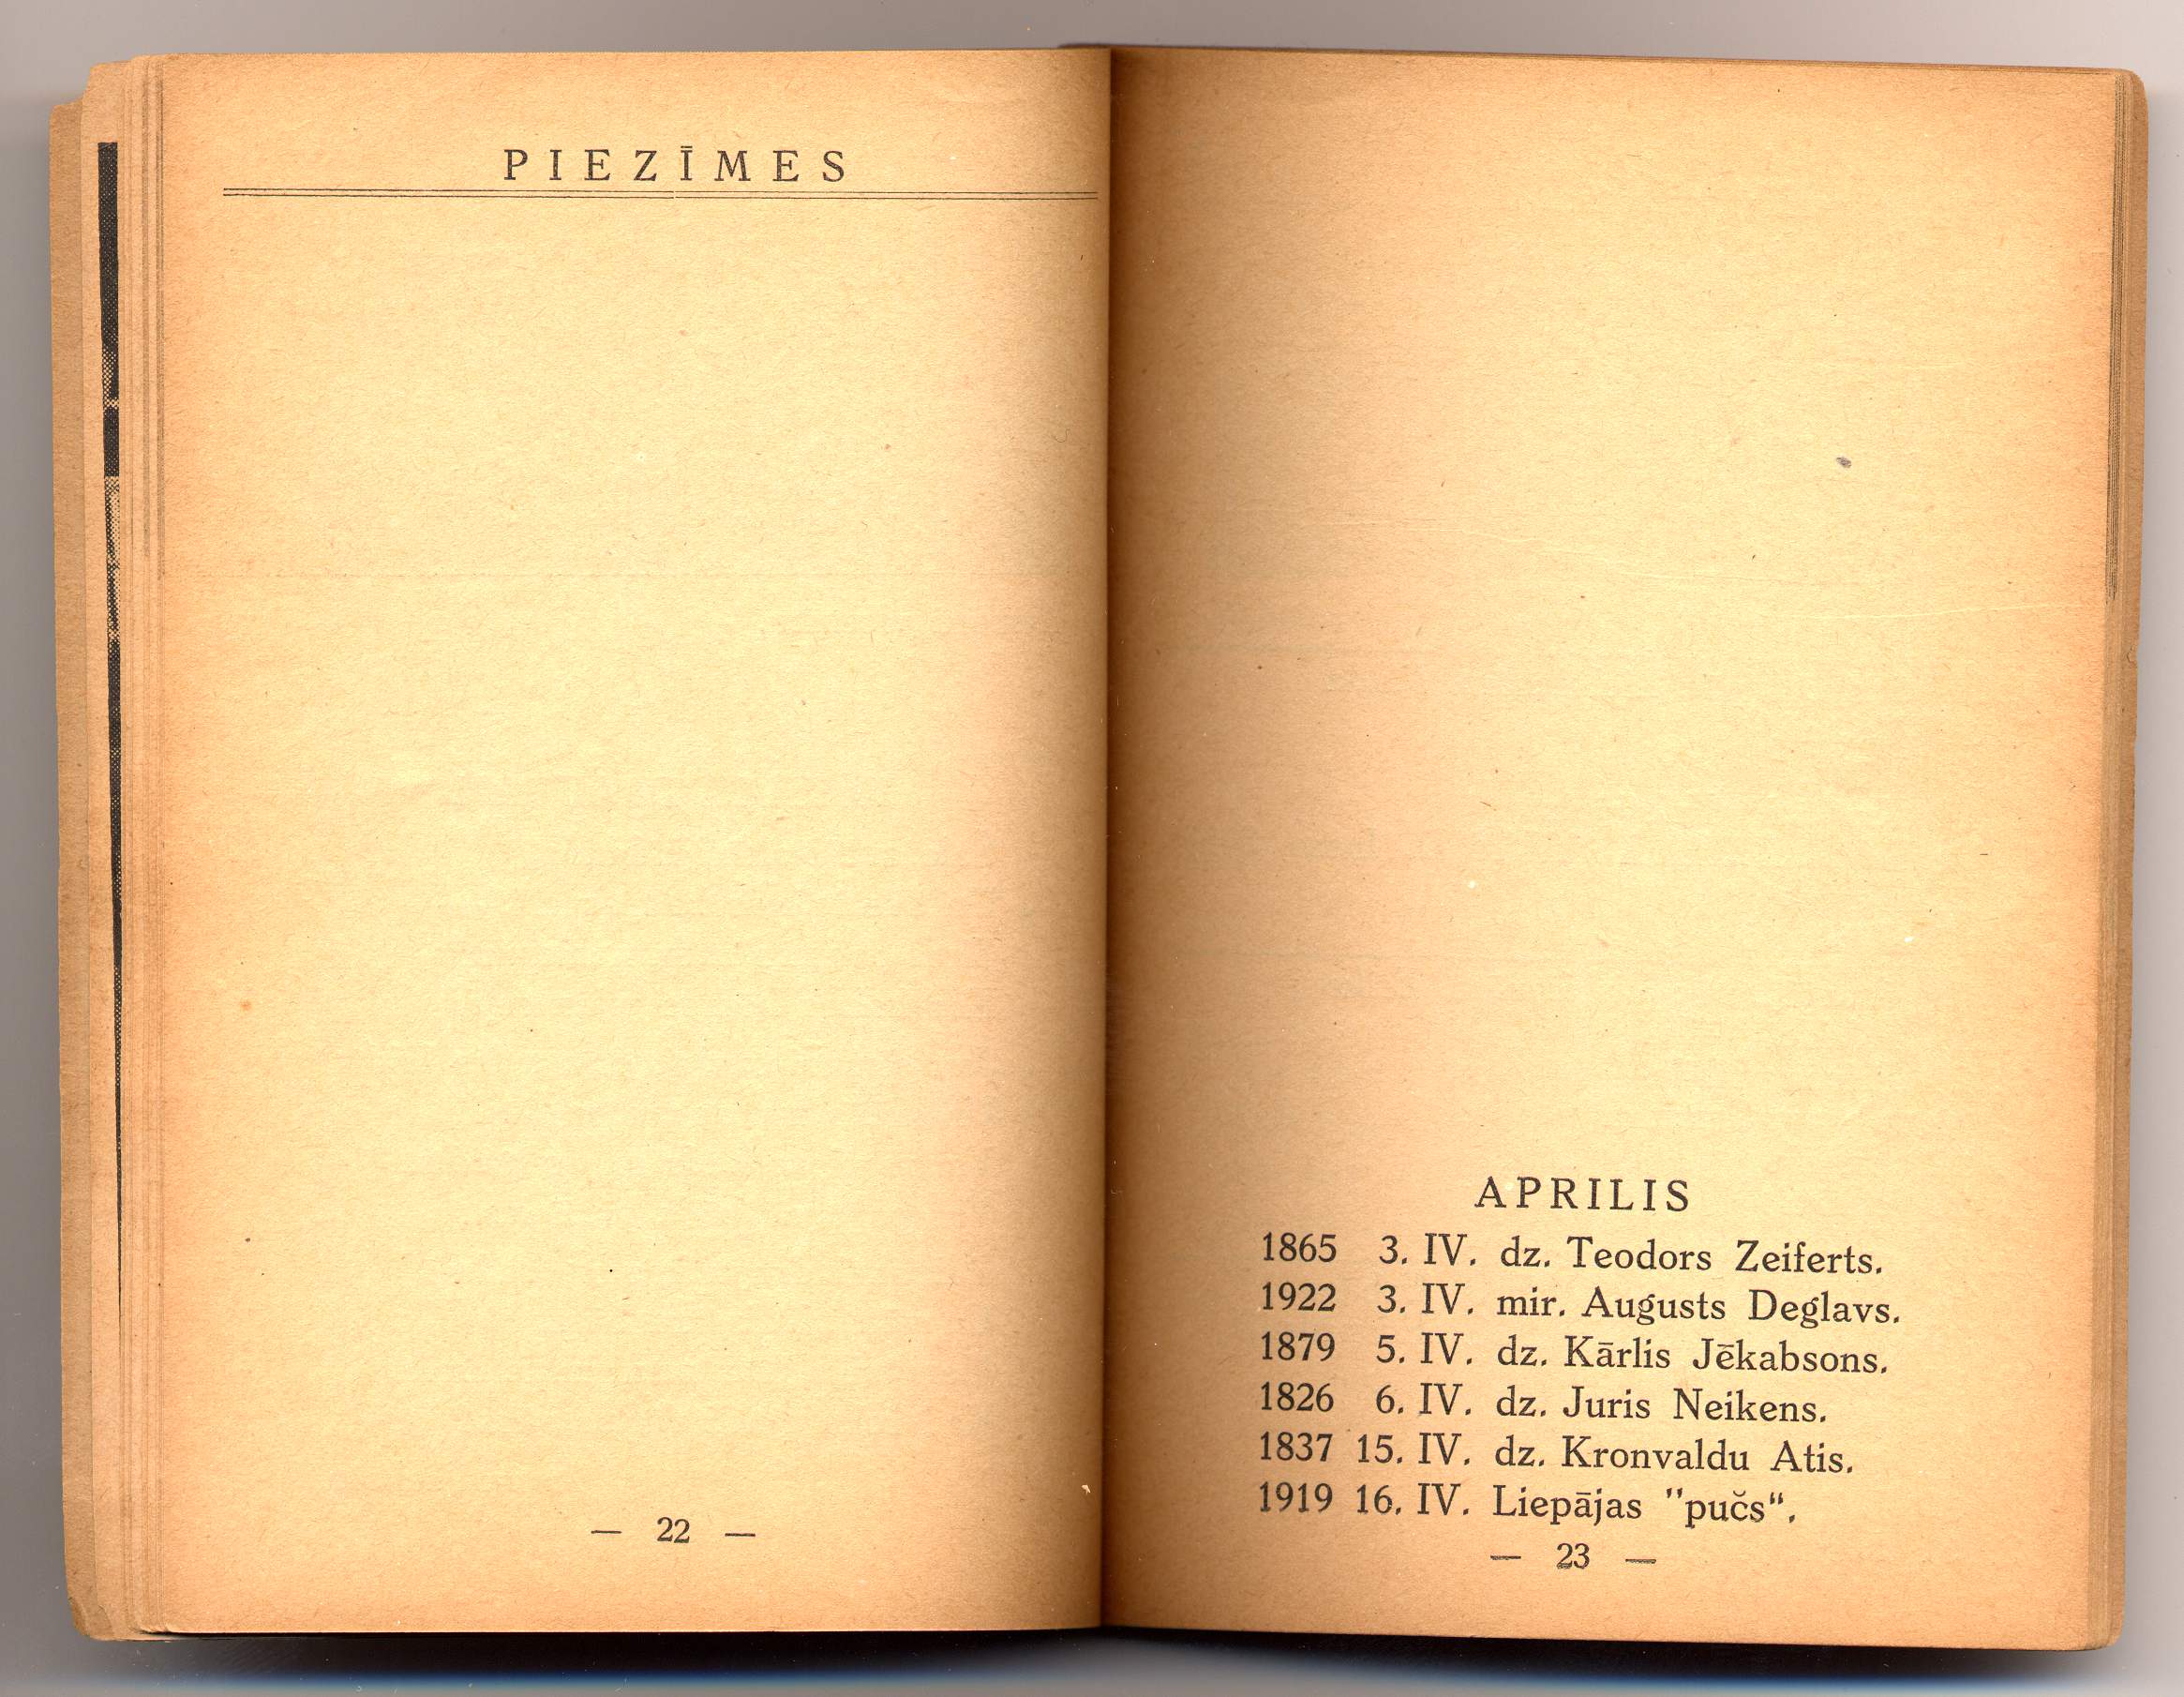 PIEZĪMES
— 22 —
APRILIS
1865 3. IV. dz. Teodors Zeiferts.
1922 3. IV. mir. Augusts Deglavs.
1879 5. IV. dz. Kārlis Jēkabsons.
1826 6. IV. dz. Juris Neikens.
1837 15. IV. dz. Kronvaldu Atis.
1919 16. IV. Liepājas "pučs“.
— 23 —